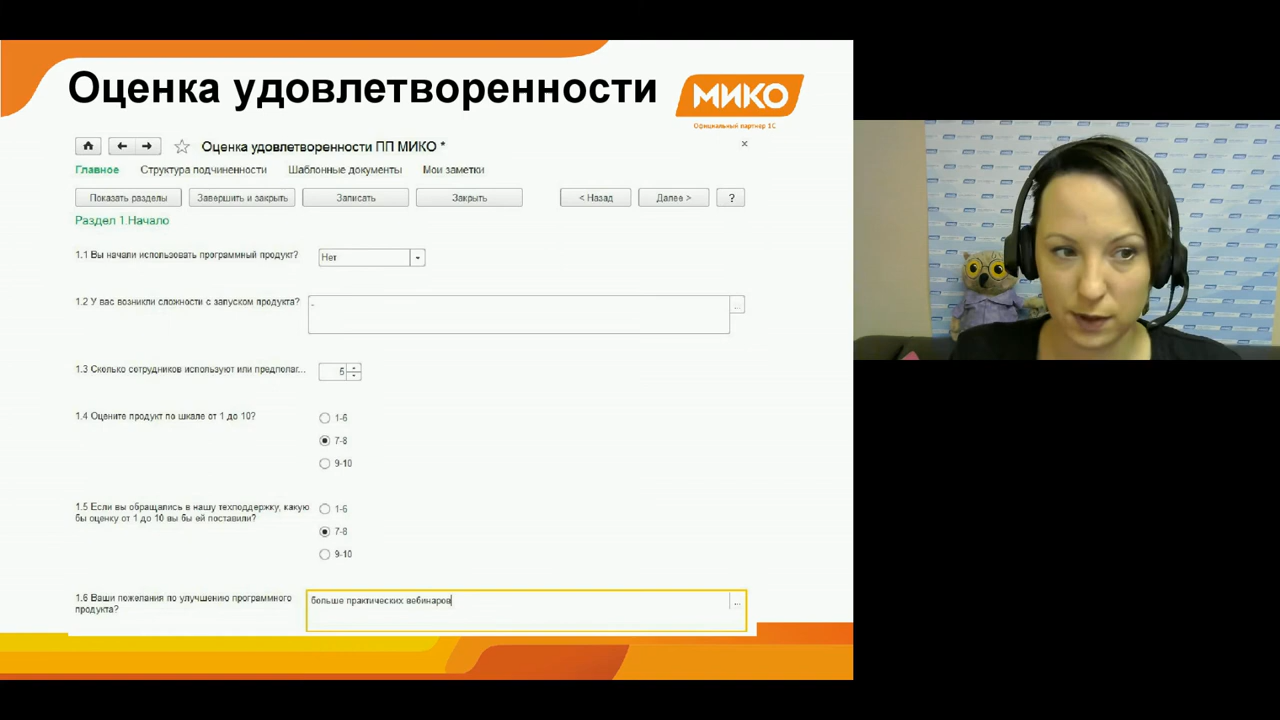 Оценка удовлетворенности
МИКО
Официальный партнер 1С
Оценка удовлетворенности ПП МИКО *
Главное Структура подчиненности Шаблонные документы Мои заметки
Показать разделы Завершить и закрыть Записать Закрыть < Назад Далее > ?
Раздел 1.Начало
1.1 Вы начали использовать программный продукт? Нет
1.2 У вас возникли сложности с запуском продукта? -
...
1.3 Сколько сотрудников используют или предполаг... 5
1.4 Оцените продукт по шкале от 1 до 10? 1-6
7-8
9-10
1.5 Если вы обращались в нашу техподдержку, какую 1-6
бы оценку от 1 до 10 вы бы ей поставили?
7-8
9-10
1.6 Ваши пожелания по улучшению программного больше практических вебинаров ...
продукта?